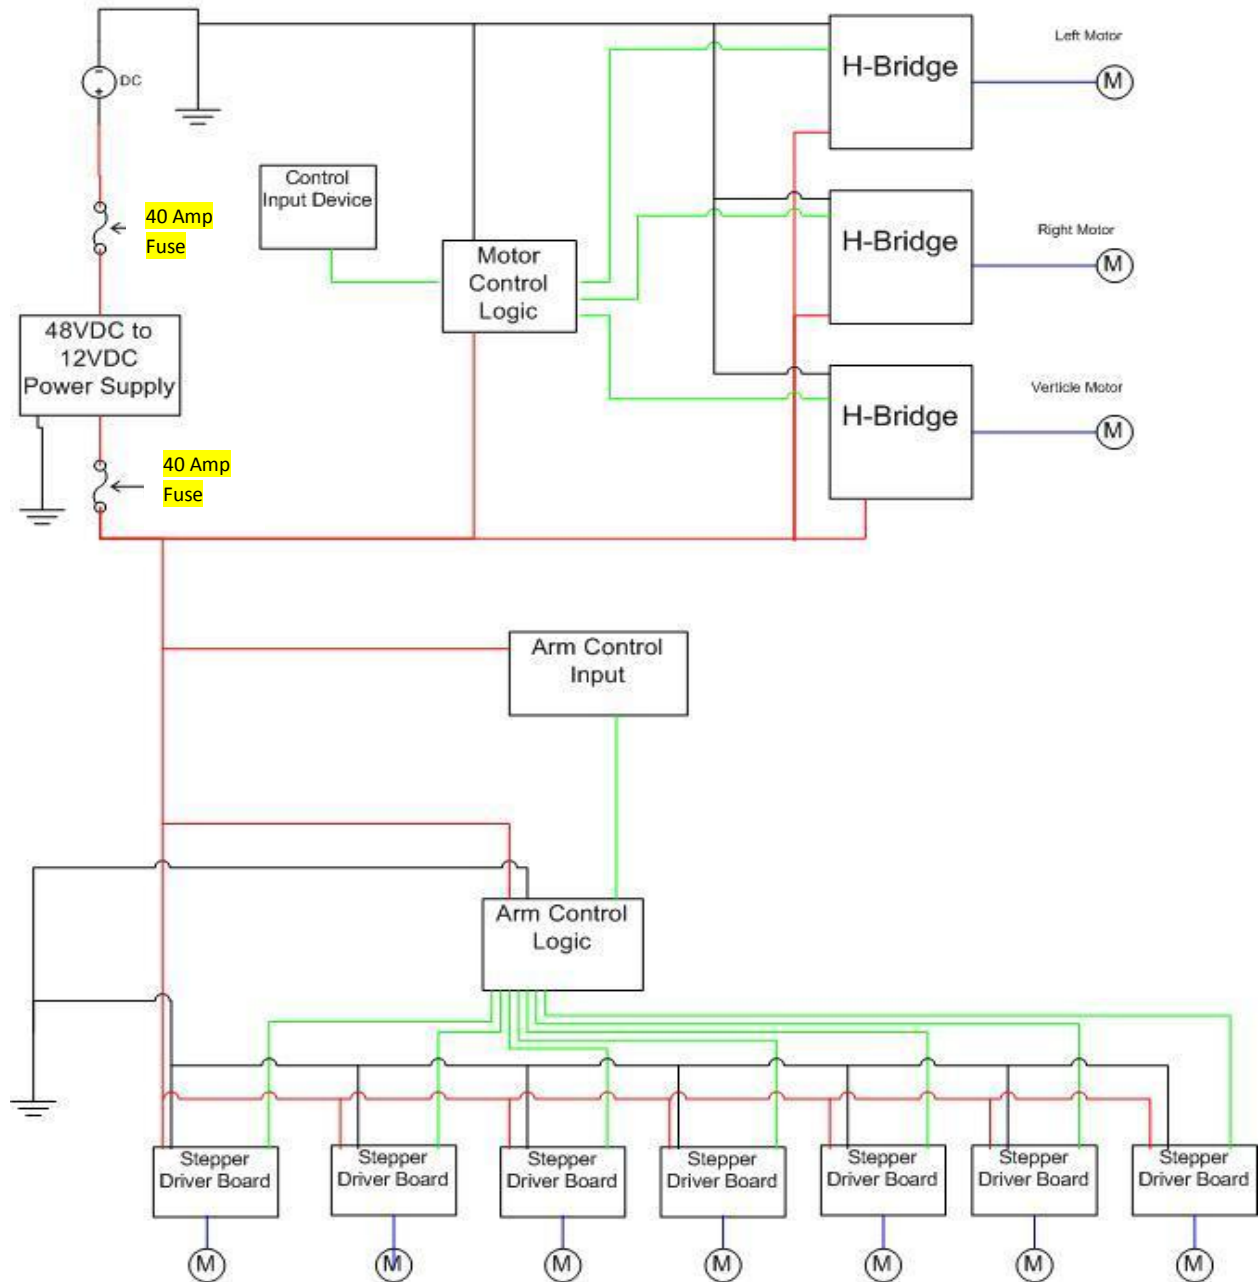 DC
40 Amp
Fuse
48VDC to
12VDC
Power Supply
40 Amp
Fuse
Control
Input Device
Motor
Control
Logic
H-Bridge
Left Motor
M
H-Bridge
Right Motor
M
H-Bridge
Verticle Motor
M
Arm Control
Input
Arm Control
Logic
Stepper
Driver Board
Stepper
Driver Board
Stepper
Driver Board
Stepper
Driver Board
Stepper
Driver Board
Stepper
Driver Board
Stepper
Driver Board
M
M
M
M
M
M
M